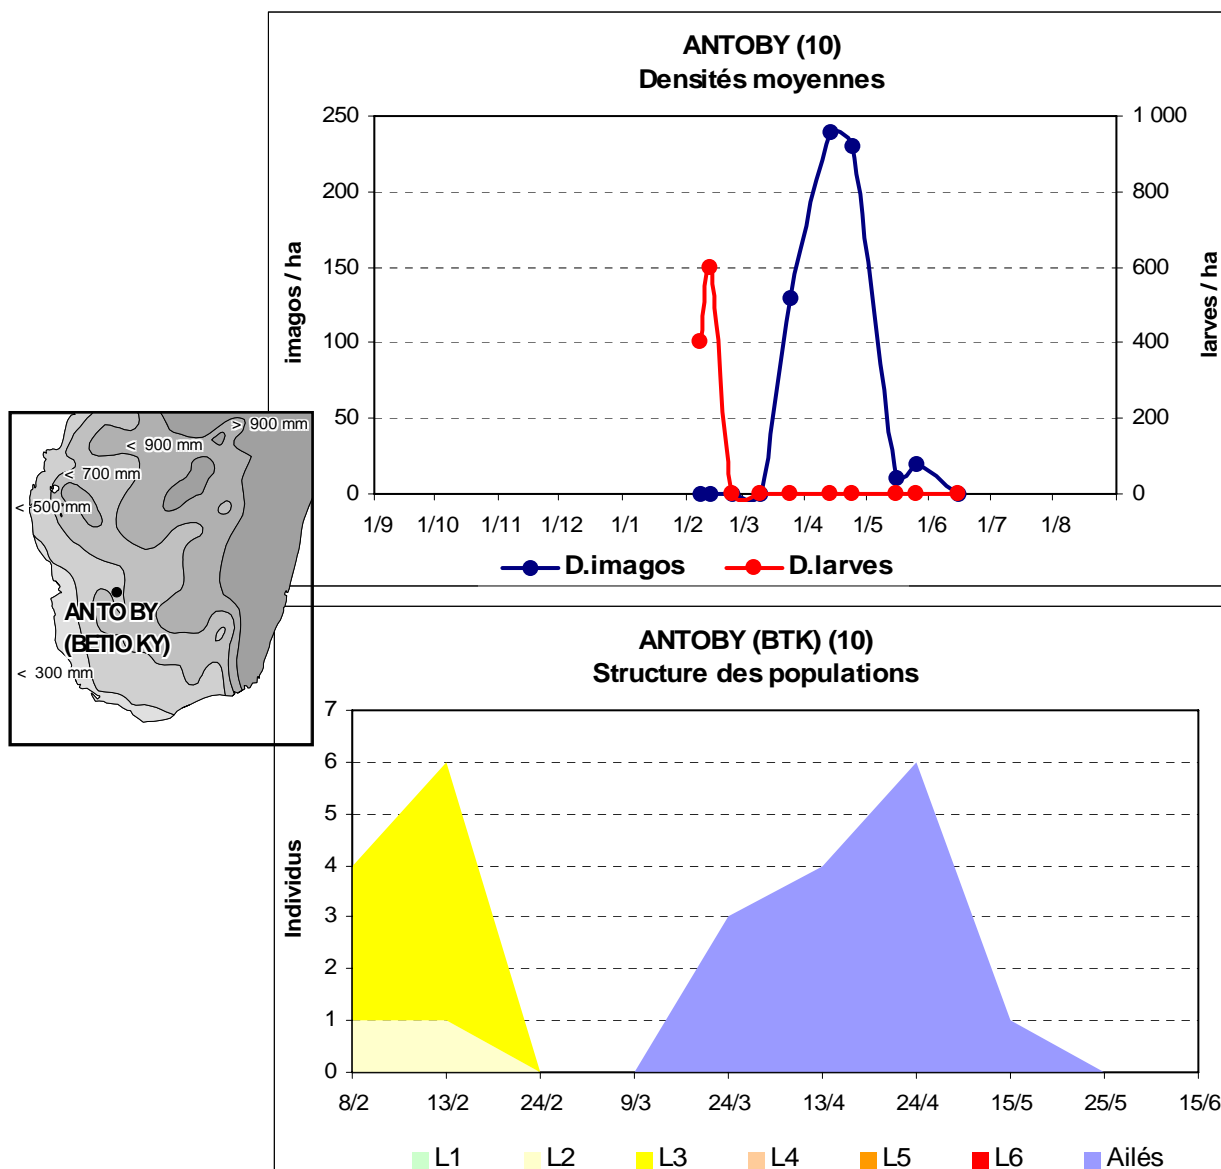 ANTOBY (10)
Densités moyennes
250
200
150
100
50
0
imagos / ha
1 000
800
600
400
200
0
larves / ha
1/9 1/10 1/11 1/12 1/1 1/2 1/3 1/4 1/5 1/6 1/7 1/8
D.imagos D.larves
> 900 mm
< 900 mm
< 700 mm
< 500 mm
ANTOBY
(BETIOKY)
< 300 mm
ANTOBY (BTK) (10)
Structure des populations
7
6
5
4
3
2
1
0
Individus
8/2 13/2 24/2 9/3 24/3 13/4 24/4 15/5 25/5 15/6
L1 L2 L3 L4 L5 L6 Ailés